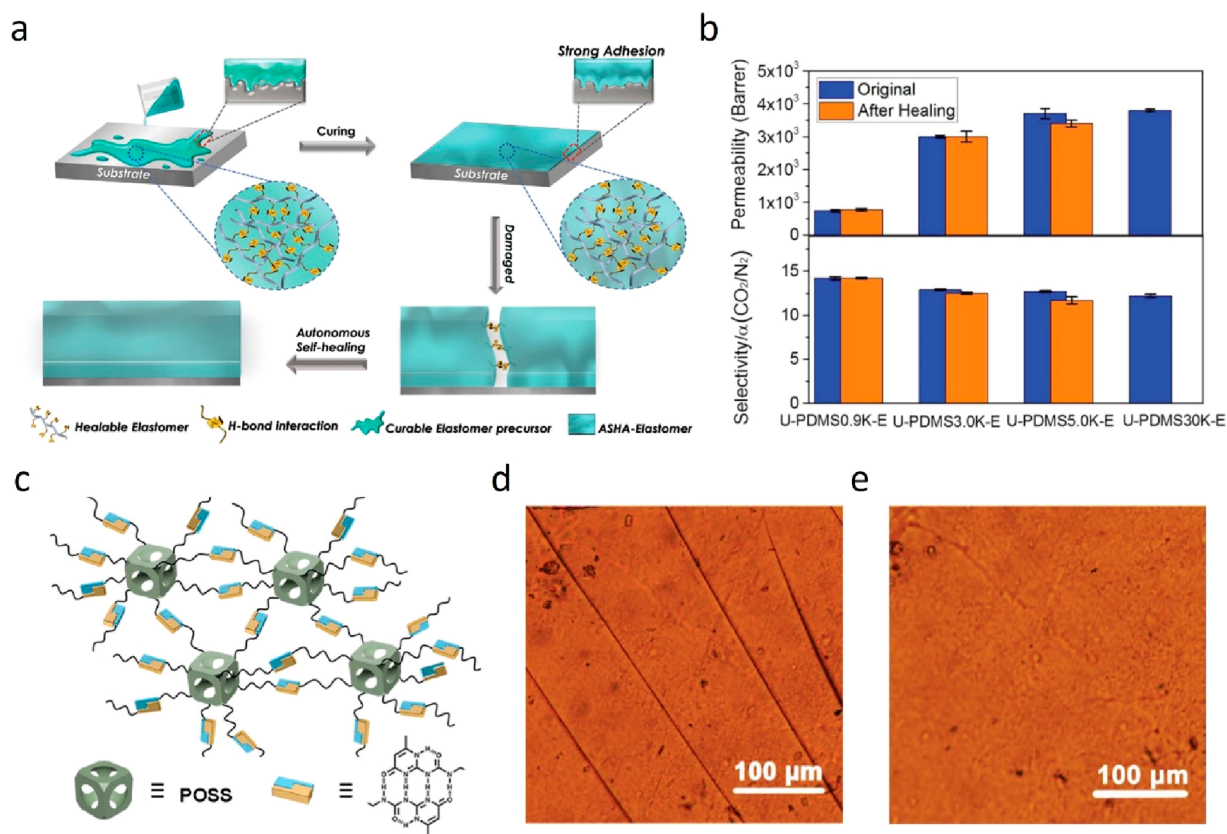 a
Strong Adhesion
Curing
Substrate
Substrate
Damaged
Autonomous
Self-healing
Healable Elastomer
H-bond interaction
Curable Elastomer precursor
ASHA-Elastomer
b
Permeability (Barrer)
5x10³
4x10³
3x10³
2x10³
1x10³
0
Original
After Healing
Selectivity/α(CO₂/N₂)
15
10
5
0
U-PDMS0.9K-E
U-PDMS3.0K-E
U-PDMS5.0K-E
U-PDMS30K-E
c
≡ POSS
≡
N H O
O N N N
H H H H
N N N O
O H N
d
100 µm
e
100 µm